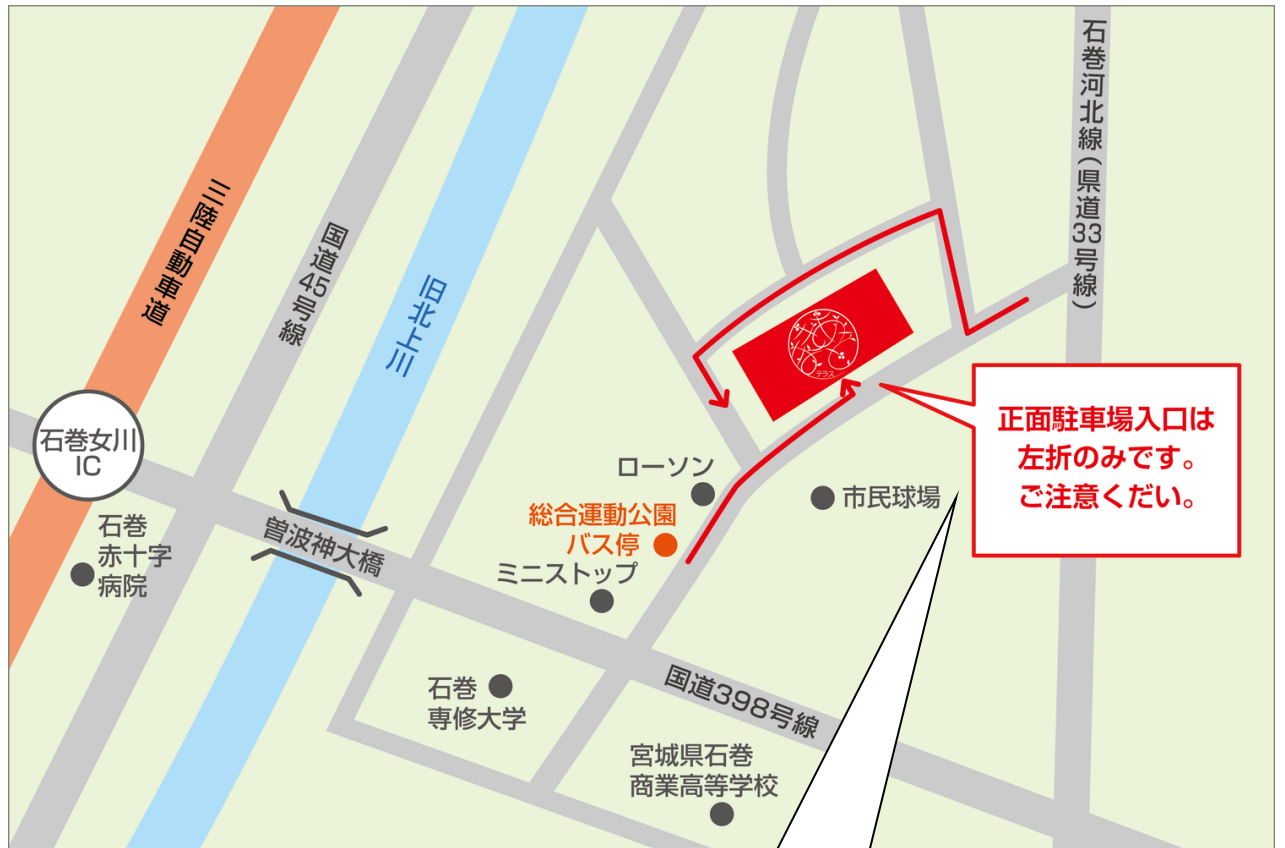 石巻河北線(県道33号線)
三陸自動車道
国道45号線
旧北上川
テラス
正面駐車場入口は
左折のみです。
ご注意くだい。
石巻女川
IC
ローソン
市民球場
総合運動公園
バス停
石巻
赤十字
病院
曽波神大橋
ミニストップ
石巻
専修大学
国道398号線
宮城県石巻
商業高等学校